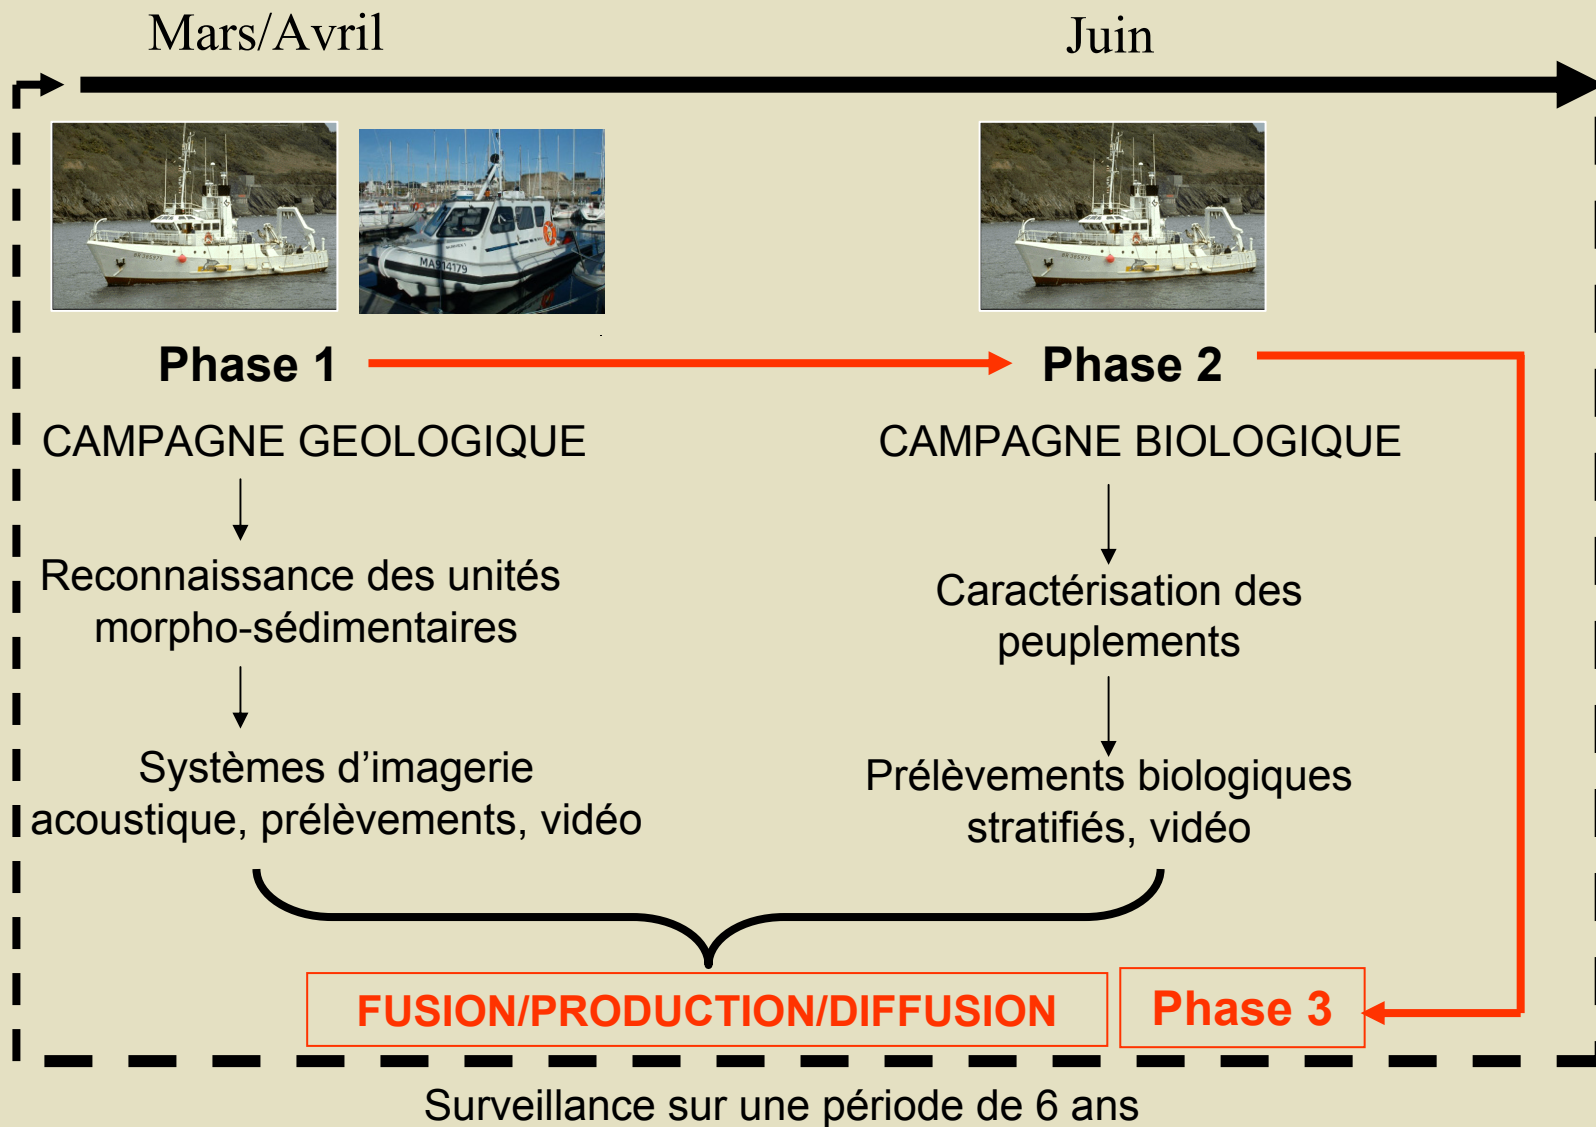 Mars/Avril
Juin
MA914179
Phase 1
Phase 2
CAMPAGNE GEOLOGIQUE
CAMPAGNE BIOLOGIQUE
Reconnaissance des unités
morpho-sédimentaires
Caractérisation des
peuplements
Systèmes d’imagerie
acoustique, prélèvements, vidéo
Prélèvements biologiques
stratifiés, vidéo
FUSION/PRODUCTION/DIFFUSION
Phase 3
Surveillance sur une période de 6 ans